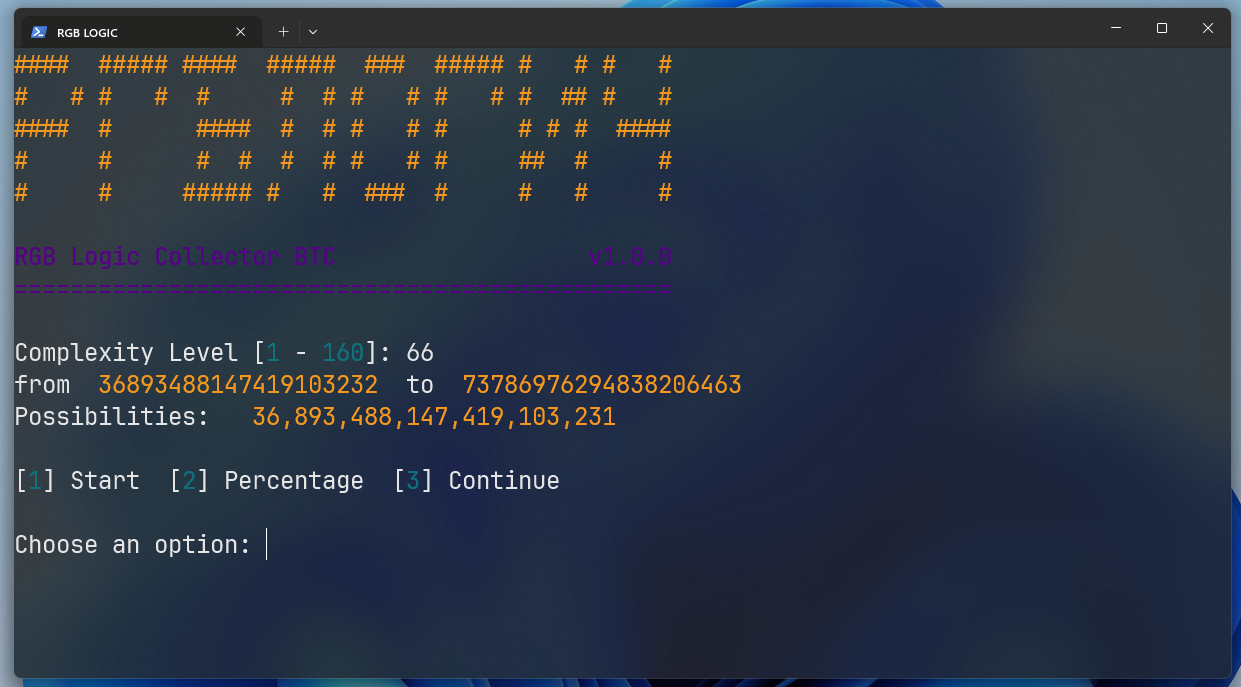 RGB LOGIC
####  ##### ####  #####  ###  ##### #   # #   #
#   # #   #  #     #  # #   # #   # #  ## #   #
####  #      ####  #  # #   # #     # # #  ####
#     #      #  #  #  # #   # #     ##  #     #
#     #     ##### #   #  ###  #     #   #     #
RGB Logic Collector BTC                  v1.0.0
===============================================
Complexity Level [1 - 160]: 66
from  36893488147419103232  to  73786976294838206463
Possibilities:   36,893,488,147,419,103,231
[1] Start  [2] Percentage  [3] Continue
Choose an option: